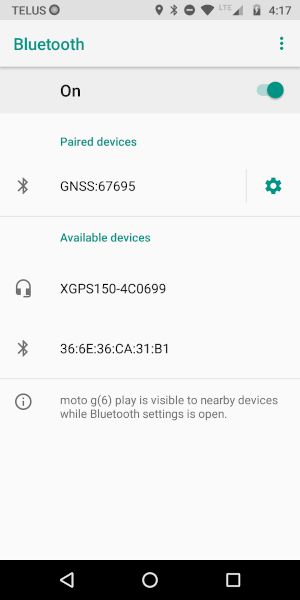 TELUS LTE 4:17
Bluetooth
On
Paired devices
GNSS:67695
Available devices
XGPS150-4C0699
36:6E:36:CA:31:B1
moto g(6) play is visible to nearby devices
while Bluetooth settings is open.